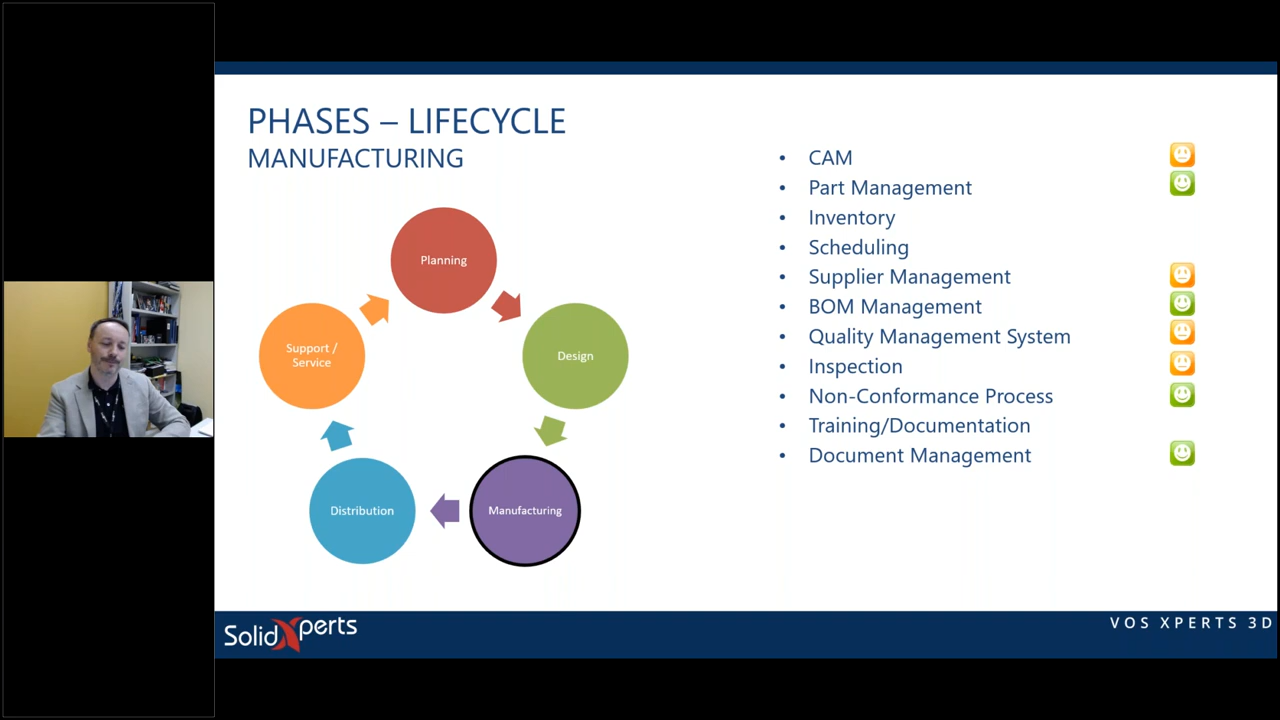 PHASES – LIFECYCLE
MANUFACTURING
Planning
Design
Manufacturing
Distribution
Support /
Service
• CAM
• Part Management
• Inventory
• Scheduling
• Supplier Management
• BOM Management
• Quality Management System
• Inspection
• Non-Conformance Process
• Training/Documentation
• Document Management
SolidXperts
VOS XPERTS 3D